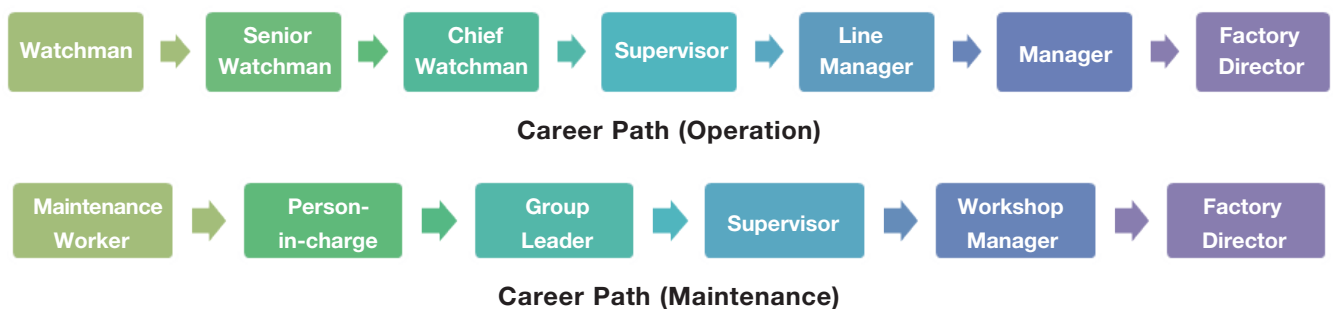 Watchman
Senior
Watchman
Chief
Watchman
Supervisor
Line
Manager
Manager
Factory
Director
Career Path (Operation)
Maintenance
Worker
Person-
in-charge
Group
Leader
Supervisor
Workshop
Manager
Factory
Director
Career Path (Maintenance)